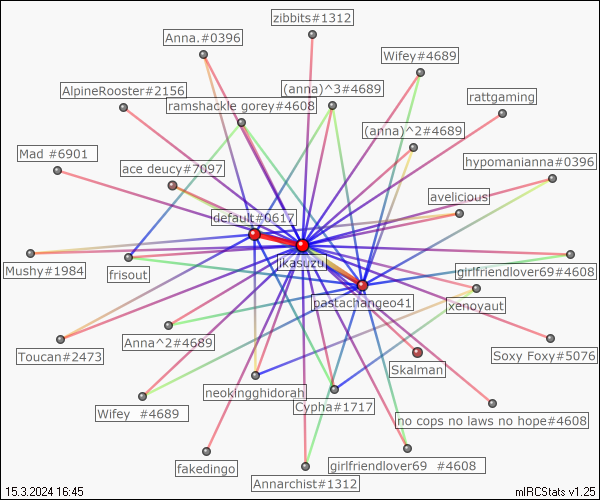 zibbits#1312
Anna.#0396
Wifey#4689
AlpineRooster#2156
(anna)^3#4689
rattgaming
ramshackle gorey#4608
(anna)^2#4689
Mad #6901
ace deucy#7097
hypomanianna#0396
avelicious
default#0617
jkasuzu
Mushy#1984
frisout
girlfriendlover69#4608
pastachangeo41
xenoyaut
Anna^2#4689
Toucan#2473
Soxy Foxy#5076
Skalman
neokingghidorah
Cypha#1717
Wifey #4689
no cops no laws no hope#4608
fakedingo
girlfriendlover69 #4608
Annarchist#1312
15.3.2024 16:45
mIRCStats v1.25